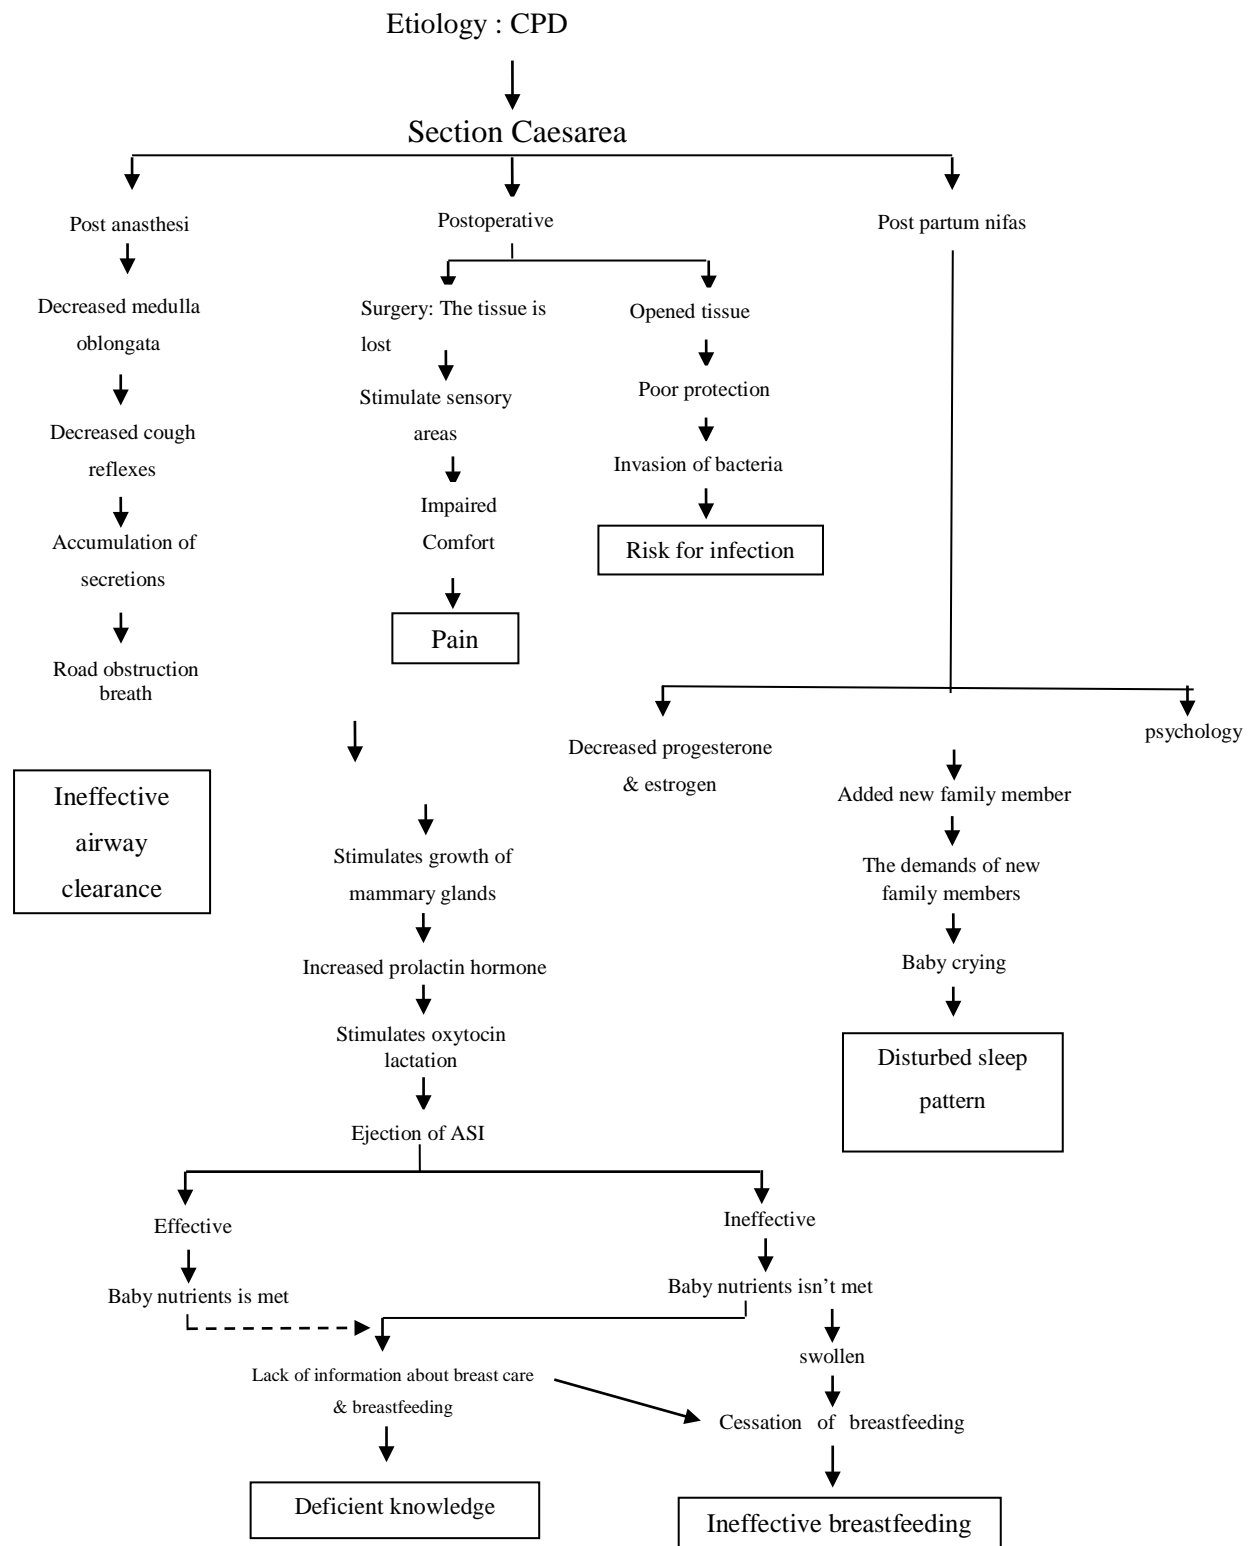 Etiology : CPD
Section Caesarea
Post anasthesi
Postoperative
Post partum nifas
Decreased medulla
oblongata
Surgery: The tissue is
lost
Opened tissue
Stimulate sensory
areas
Poor protection
Decreased cough
reflexes
Invasion of bacteria
Impaired
Comfort
Risk for infection
Accumulation of
secretions
Pain
Road obstruction
breath
psychology
Decreased progesterone
& estrogen
Added new family member
Ineffective
airway
clearance
Stimulates growth of
mammary glands
The demands of new
family members
Increased prolactin hormone
Baby crying
Stimulates oxytocin
lactation
Disturbed sleep
pattern
Ejection of ASI
Effective
Ineffective
Baby nutrients is met
Baby nutrients isn’t met
swollen
Lack of information about breast care
& breastfeeding
Cessation of breastfeeding
Deficient knowledge
Ineffective breastfeeding